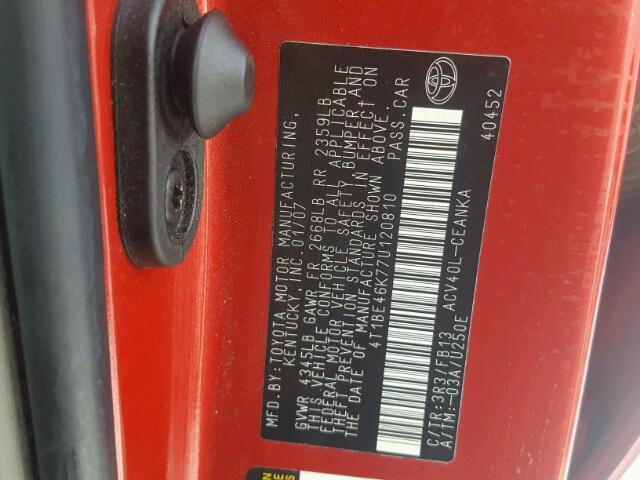 MFD.BY:TOYOTA MOTOR MANUFACTURING,
KENTUCKY, INC. 01/07
GVWR 4345LB GAWR FR 2668LB RR 2359LB
THIS VEHICLE CONFORMS TO ALL APPLICABLE
FEDERAL MOTOR VEHICLE SAFETY, BUMPER AND
THEFT PREVENTION STANDARDS IN EFFECT ON
THE DATE OF MANUFACTURE SHOWN ABOVE.
4T1BE46K77U120810 PASS.CAR
C/TR:3R3/FB13 ACV40L-CEANKA
A/TM:-03A/U250E
40452